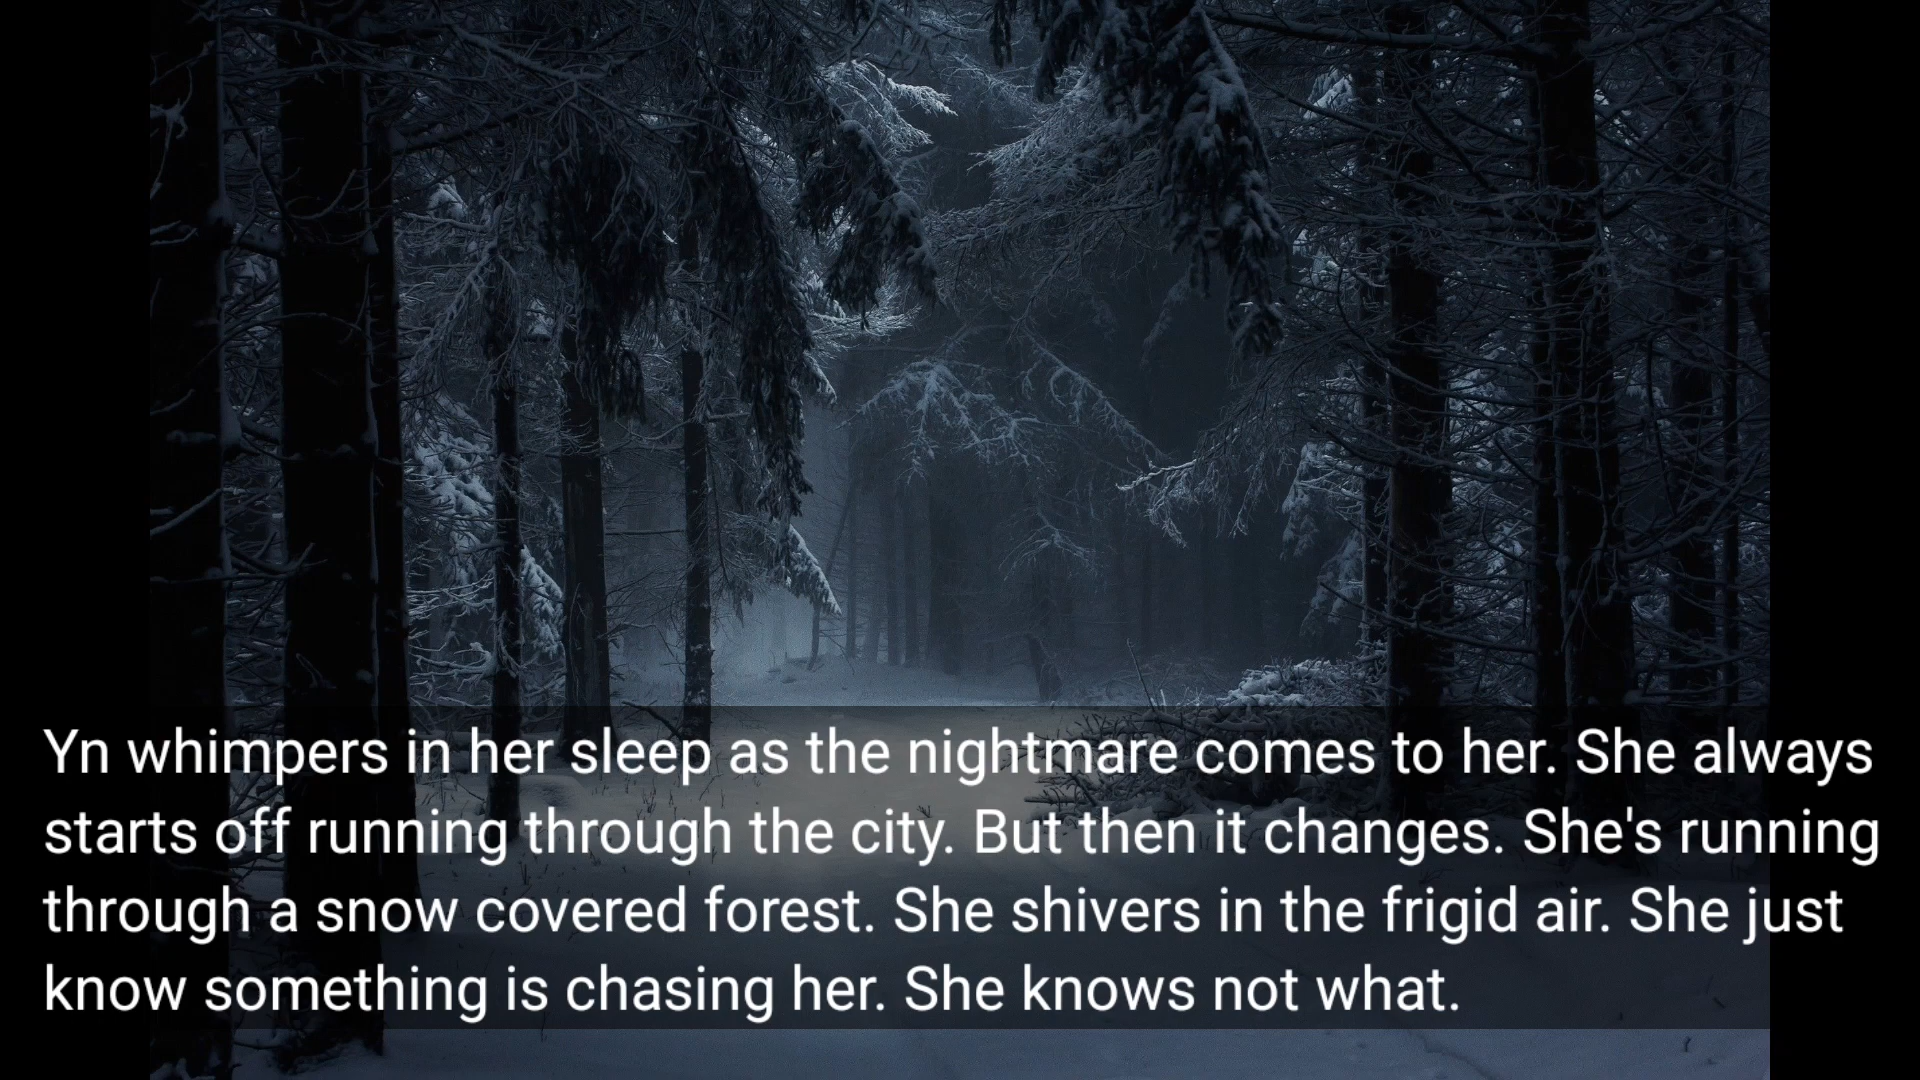 Yn whimpers in her sleep as the nightmare comes to her. She always
starts off running through the city. But then it changes. She's running
through a snow covered forest. She shivers in the frigid air. She just
know something is chasing her. She knows not what.